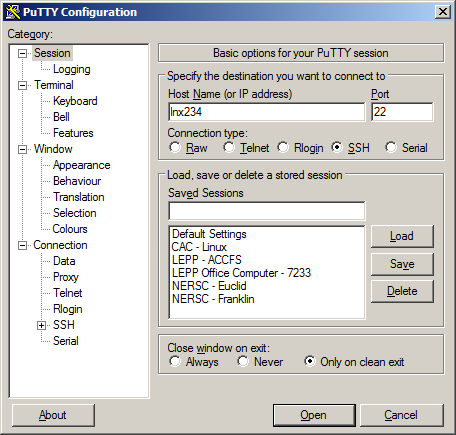 PuTTY Configuration
Category:
Session
Logging
Terminal
Keyboard
Bell
Features
Window
Appearance
Behaviour
Translation
Selection
Colours
Connection
Data
Proxy
Telnet
Rlogin
SSH
Serial
Basic options for your PuTTY session
Specify the destination you want to connect to
Host Name (or IP address) Port
lnx234 22
Connection type:
Raw Telnet Rlogin SSH Serial
Load, save or delete a stored session
Saved Sessions
Default Settings
CAC - Linux
LEPP - ACCFS
LEPP Office Computer - 7233
NERSC - Euclid
NERSC - Franklin
Load
Save
Delete
Close window on exit:
Always Never Only on clean exit
About Open Cancel